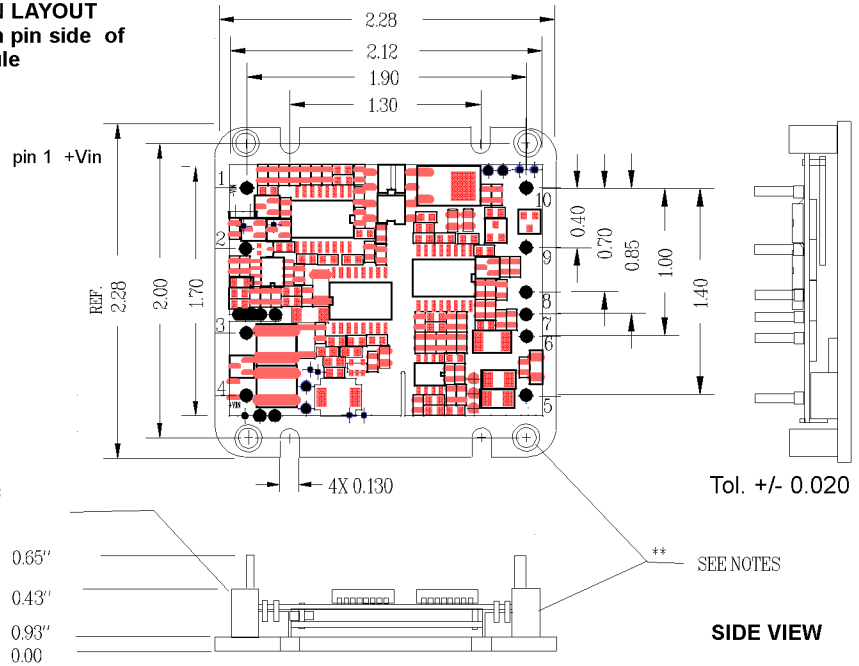 N LAYOUT
n pin side of
ule
2.28
2.12
1.90
1.30
pin 1 +Vin
1
10
2
9
8
3
7
6
4
+VIN
5
REF.
2.28
2.00
1.70
0.40
0.70
0.85
1.00
1.40
4X 0.130
Tol. +/- 0.020
**
SEE NOTES
0.65"
0.43"
0.93"
0.00
SIDE VIEW